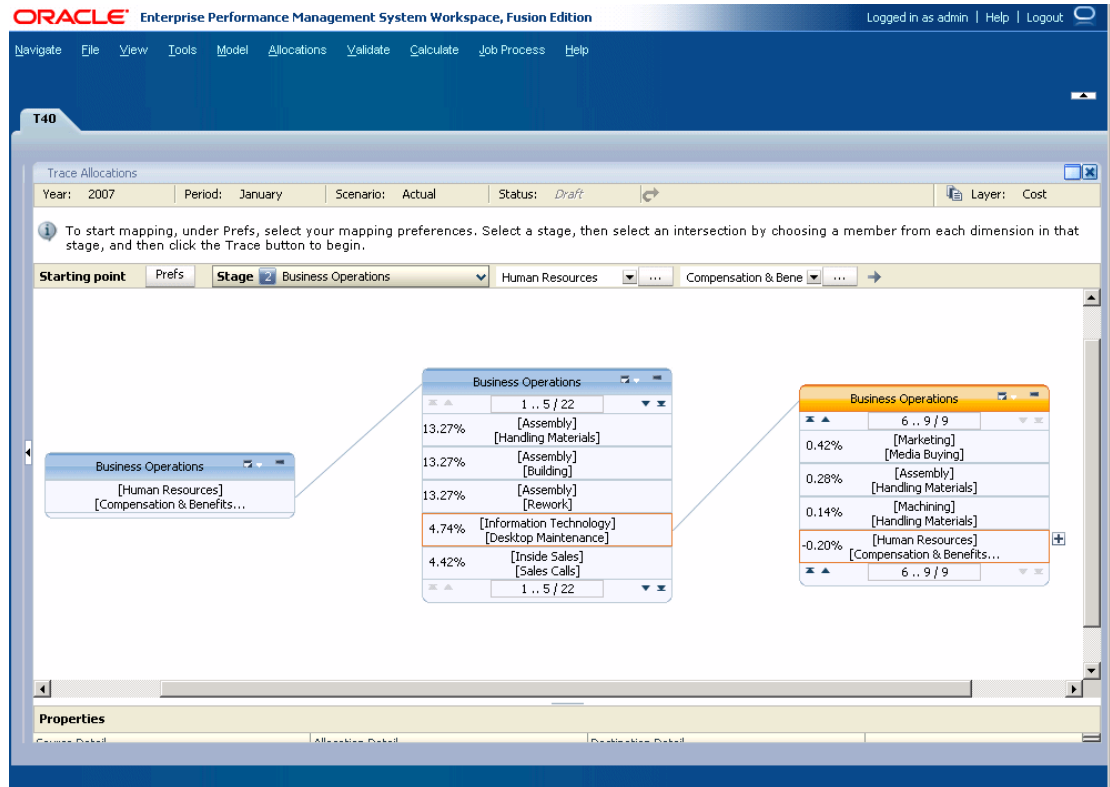 ORACLE Enterprise Performance Management System Workspace, Fusion Edition
Logged in as admin | Help | Logout
Navigate File View Tools Model Allocations Validate Calculate Job Process Help
T40
Trace Allocations
Year: 2007 Period: January Scenario: Actual Status: Draft Layer: Cost
To start mapping, under Prefs, select your mapping preferences. Select a stage, then select an intersection by choosing a member from each dimension in that
stage, and then click the Trace button to begin.
Starting point Prefs Stage 2 Business Operations Human Resources ... Compensation & Bene ...
Business Operations
[Human Resources]
[Compensation & Benefits...
Business Operations
1 .. 5 / 22
13.27% [Assembly]
[Handling Materials]
13.27% [Assembly]
[Building]
13.27% [Assembly]
[Rework]
4.74% [Information Technology]
[Desktop Maintenance]
4.42% [Inside Sales]
[Sales Calls]
1 .. 5 / 22
Business Operations
6 .. 9 / 9
0.42% [Marketing]
[Media Buying]
0.28% [Assembly]
[Handling Materials]
0.14% [Machining]
[Handling Materials]
-0.20% [Human Resources]
[Compensation & Benefits...
6 .. 9 / 9
Properties
Source Detail Allocation Detail Destination Detail